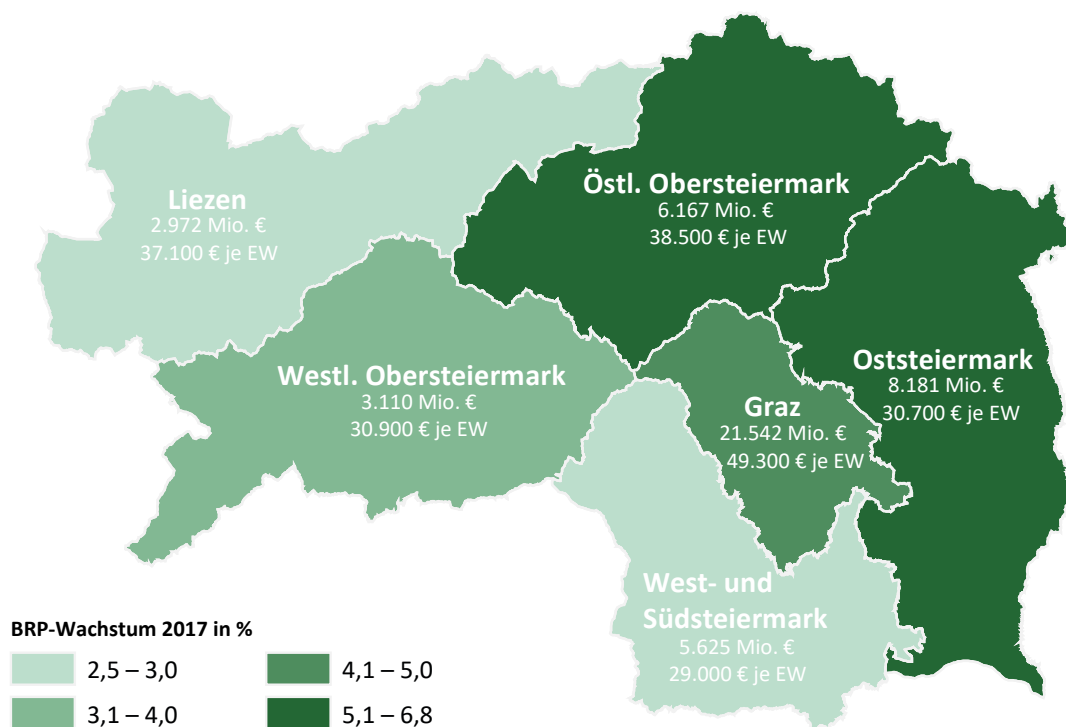 Liezen
2.972 Mio. €
37.100 € je EW
Östl. Obersteiermark
6.167 Mio. €
38.500 € je EW
Westl. Obersteiermark
3.110 Mio. €
30.900 € je EW
Graz
21.542 Mio. €
49.300 € je EW
Oststeiermark
8.181 Mio. €
30.700 € je EW
West- und
Südsteiermark
5.625 Mio. €
29.000 € je EW
BRP-Wachstum 2017 in %
2,5 – 3,0
4,1 – 5,0
3,1 – 4,0
5,1 – 6,8